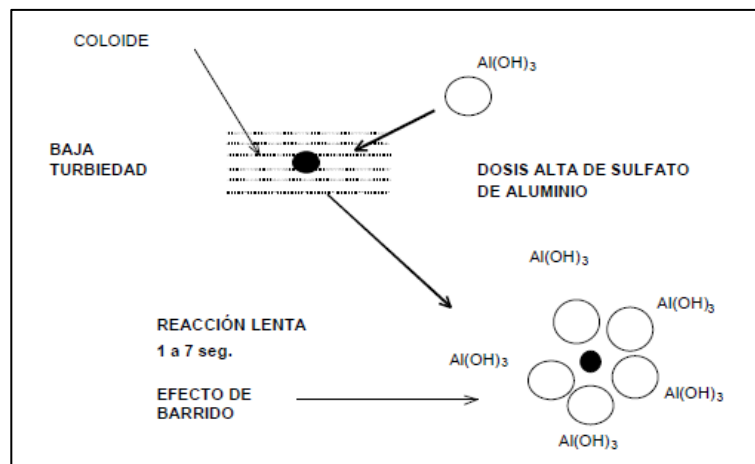 COLOIDE
Al(OH)3
BAJA
TURBIEDAD
DOSIS ALTA DE SULFATO
DE ALUMINIO
Al(OH)3
Al(OH)3
REACCIÓN LENTA
1 a 7 seg.
Al(OH)3
EFECTO DE
BARRIDO
Al(OH)3
Al(OH)3